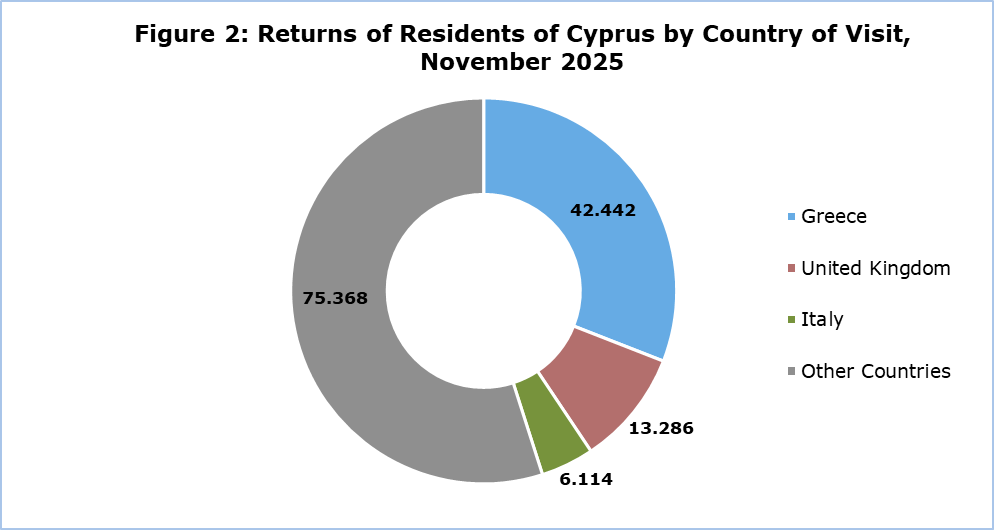 Figure 2: Returns of Residents of Cyprus by Country of Visit,
November 2025
42.442
13.286
6.114
75.368
Greece
United Kingdom
Italy
Other Countries